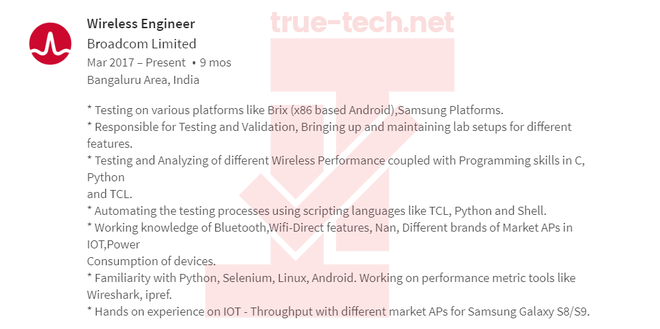 true-tech.net
Wireless Engineer
Broadcom Limited
Mar 2017 – Present • 9 mos
Bangaluru Area, India
* Testing on various platforms like Brix (x86 based Android),Samsung Platforms.
* Responsible for Testing and Validation, Bringing up and maintaining lab setups for different
features.
* Testing and Analyzing of different Wireless Performance coupled with Programming skills in C,
Python
and TCL.
* Automating the testing processes using scripting languages like TCL, Python and Shell.
* Working knowledge of Bluetooth,Wifi-Direct features, Nan, Different brands of Market APs in
IOT,Power
Consumption of devices.
* Familiarity with Python, Selenium, Linux, Android. Working on performance metric tools like
Wireshark, ipref.
* Hands on experience on IOT - Throughput with different market APs for Samsung Galaxy S8/S9.